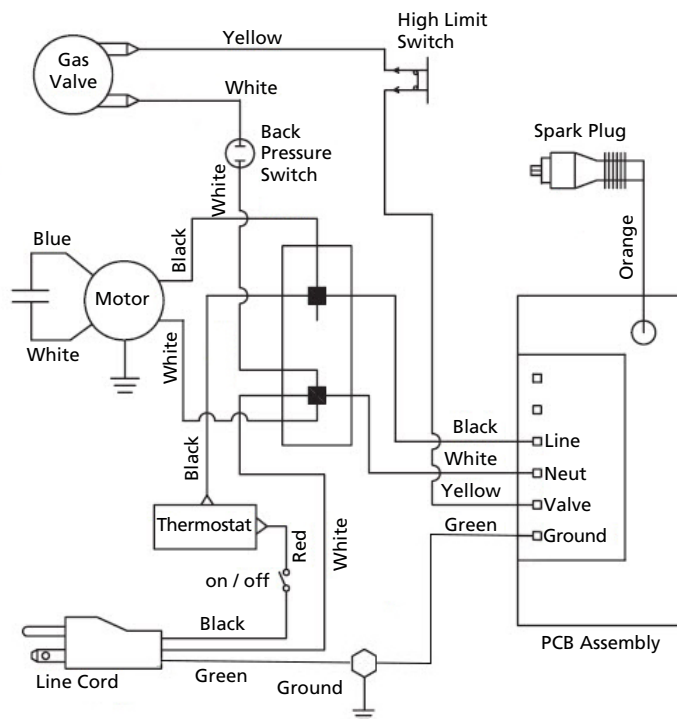 High Limit
Switch
Yellow
Gas
Valve
White
Back
Pressure
Switch
Spark Plug
White
Blue
Black
Orange
Motor
White
White
Black
Line
White
Neut
Black
Yellow
Valve
Thermostat
Red
White
Green
Ground
on / off
Black
PCB Assembly
Line Cord
Green
Ground